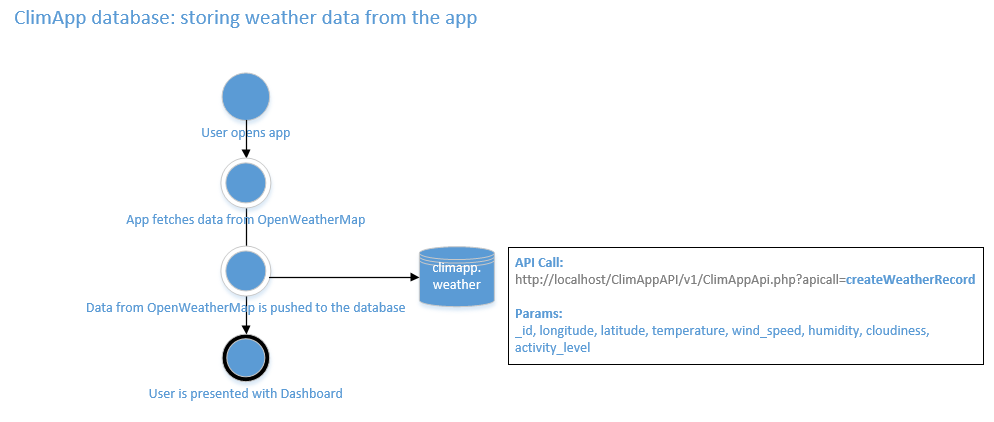 ClimApp database: storing weather data from the app
User opens app
App fetches data from OpenWeatherMap
Data from OpenWeatherMap is pushed to the database
User is presented with Dashboard
climapp.
weather
API Call:
http://localhost/ClimAppAPI/v1/ClimAppApi.php?apicall=createWeatherRecord
Params:
_id, longitude, latitude, temperature, wind_speed, humidity, cloudiness,
activity_level